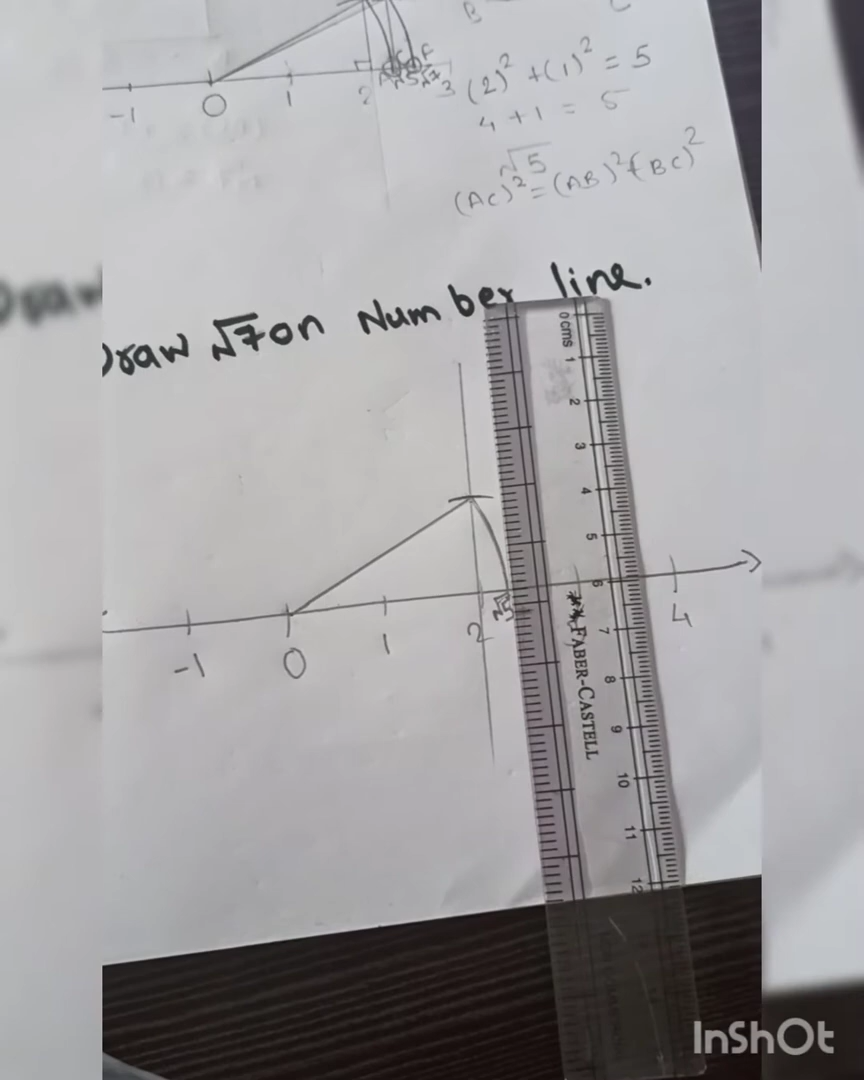 B C
-1 0 1 2 3
(2)² + (1)² = 5
4 + 1 = 5
√5
(AC)² = (AB)² + (BC)²
Draw √7 on Number line.
0 cms 1 2 3 4 5 6 7 8 9 10 11 12
FABER-CASTELL
-1 0 1 2 √5 4
InShOt